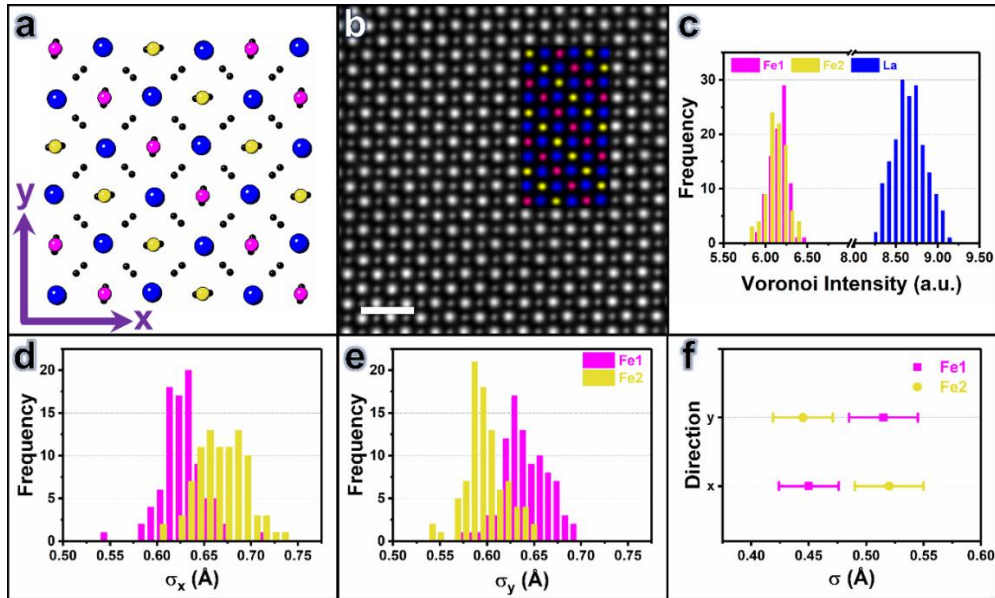 a
y
x
b
c
Fe1 Fe2 La
30
20
10
0
5.50 6.00 6.50 8.00 8.50 9.00 9.50
Frequency
Voronoi Intensity (a.u.)
d
20
15
10
5
0
0.50 0.55 0.60 0.65 0.70 0.75
Frequency
σx (Å)
e
Fe1
Fe2
20
15
10
5
0
0.50 0.55 0.60 0.65 0.70 0.75
Frequency
σy (Å)
f
Fe1
Fe2
y
x
Direction
0.40 0.45 0.50 0.55 0.60
σ (Å)